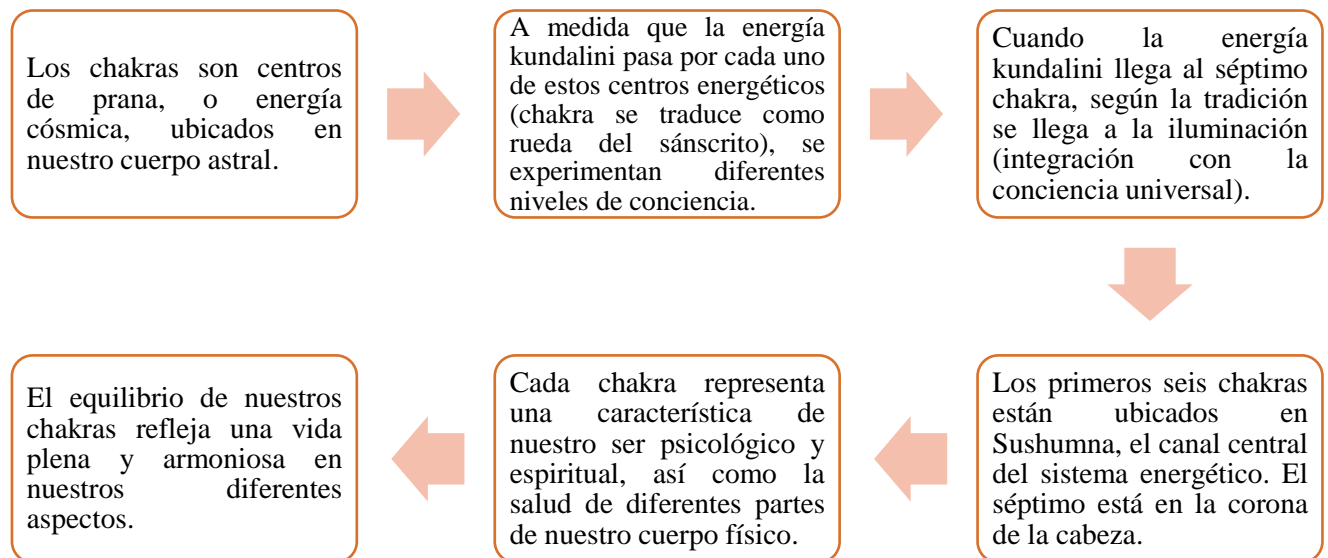 Los chakras son centros
de prana, o energía
cósmica, ubicados en
nuestro cuerpo astral.
A medida que la energía
kundalini pasa por cada uno
de estos centros energéticos
(chakra se traduce como
rueda del sánscrito), se
experimentan diferentes
niveles de conciencia.
Cuando la energía
kundalini llega al séptimo
chakra, según la tradición
se llega a la iluminación
(integración con la
conciencia universal).
Los primeros seis chakras
están ubicados en
Sushumna, el canal central
del sistema energético. El
séptimo está en la corona
de la cabeza.
Cada chakra representa
una característica de
nuestro ser psicológico y
espiritual, así como la
salud de diferentes partes
de nuestro cuerpo físico.
El equilibrio de nuestros
chakras refleja una vida
plena y armoniosa en
nuestros diferentes
aspectos.